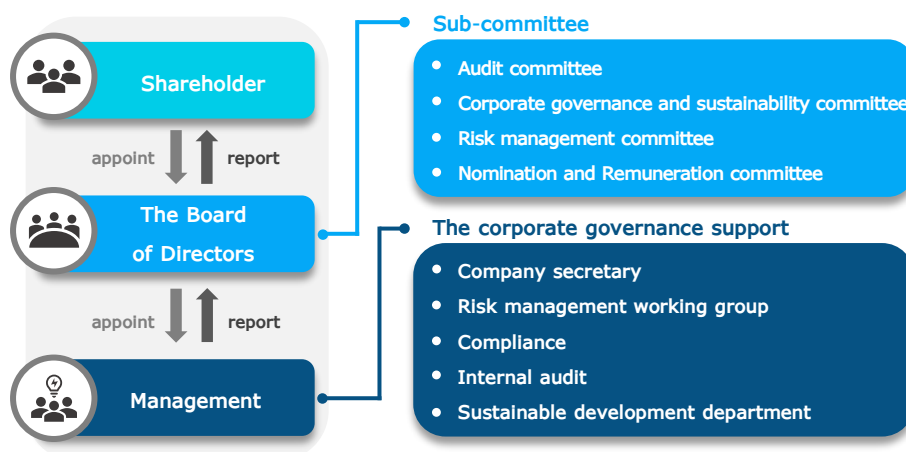 Shareholder
appoint
report
The Board
of Directors
appoint
report
Management
Sub-committee
• Audit committee
• Corporate governance and sustainability committee
• Risk management committee
• Nomination and Remuneration committee
The corporate governance support
• Company secretary
• Risk management working group
• Compliance
• Internal audit
• Sustainable development department